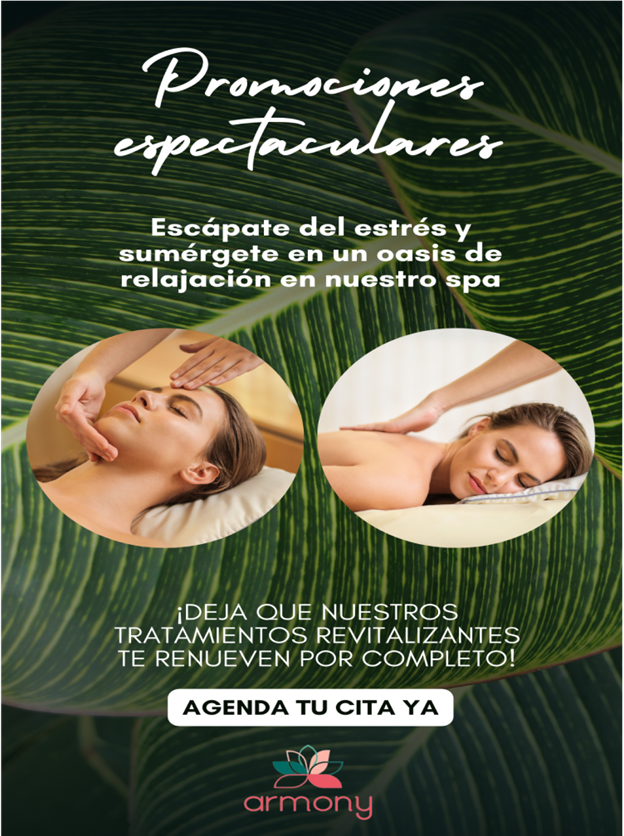 Promociones
espectaculares
Escápate del estrés y
sumérgete en un oasis de
relajación en nuestro spa
¡DEJA QUE NUESTROS
TRATAMIENTOS REVITALIZANTES
TE RENUEVEN POR COMPLETO!
AGENDA TU CITA YA
armony